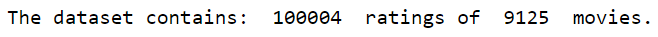 The dataset contains:  100004  ratings of  9125  movies.